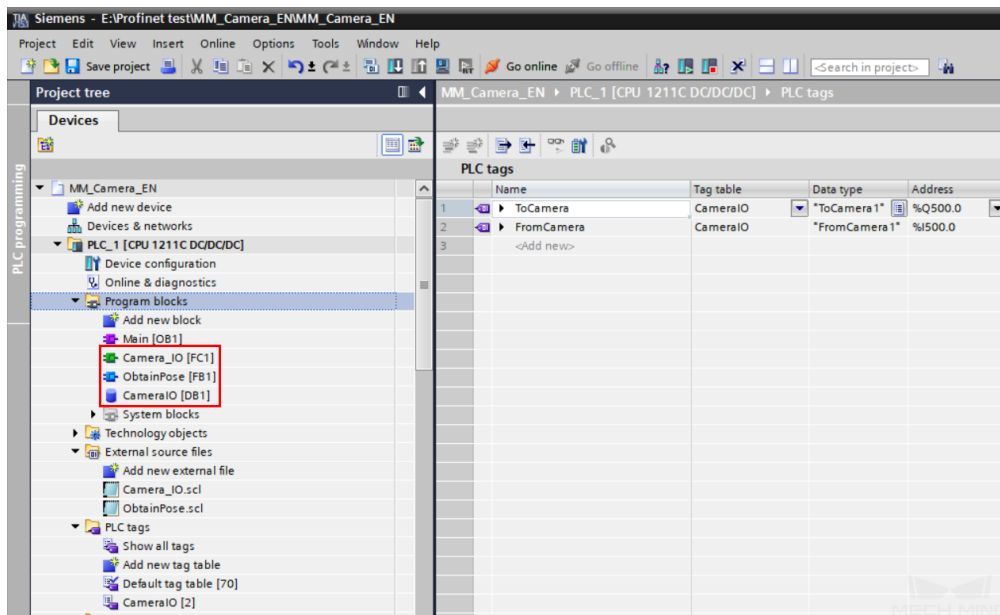 Siemens - E:\Profinet test\MM_Camera_EN\MM_Camera_EN
Project Edit View Insert Online Options Tools Window Help
Save project Go online Go offline <Search in project>
Project tree
MM_Camera_EN PLC_1 [CPU 1211C DC/DC/DC] PLC tags
Devices
PLC programming
PLC tags
Name Tag table Data type Address
1 ToCamera CameraIO "ToCamera1" %Q500.0
2 FromCamera CameraIO "FromCamera1" %I500.0
3 <Add new>
MM_Camera_EN
Add new device
Devices & networks
PLC_1 [CPU 1211C DC/DC/DC]
Device configuration
Online & diagnostics
Program blocks
Add new block
Main [OB1]
Camera_IO [FC1]
ObtainPose [FB1]
CameraIO [DB1]
System blocks
Technology objects
External source files
Add new external file
Camera_IO.scl
ObtainPose.scl
PLC tags
Show all tags
Add new tag table
Default tag table [70]
CameraIO [2]
MECH MIND